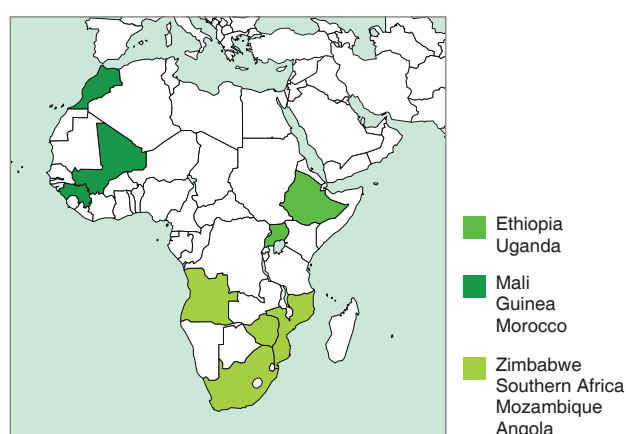 Ethiopia
Uganda
Mali
Guinea
Morocco
Zimbabwe
Southern Africa
Mozambique
Angola